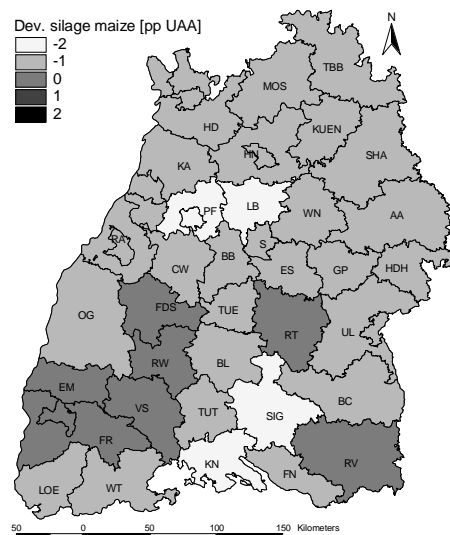 Dev. silage maize [pp UAA]
-2
-1
0
1
2
N
TBB
MOS
HD
KUEN
HN
SHA
KA
PF
LB
WN
AA
RA
S
BB
CW
ES
GP
HDH
OG
FDS
TUE
RT
UL
RW
BL
EM
VS
TUT
SIG
BC
FR
KN
FN
RV
LOE
WT
50 0 50 100 150 Kilometers